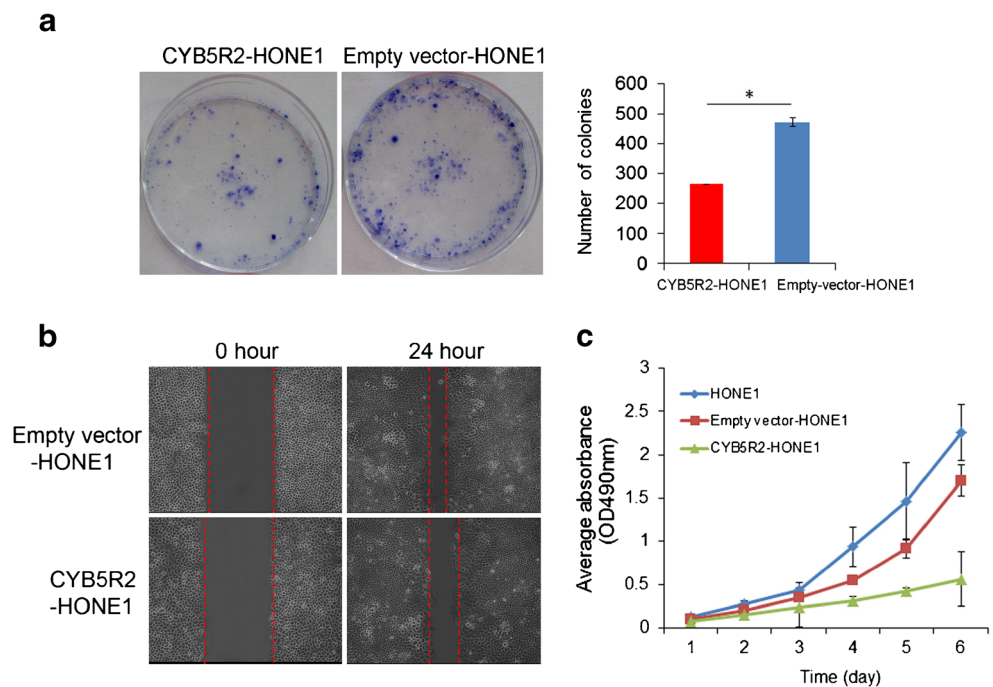 a
CYB5R2-HONE1
Empty vector-HONE1
Number of colonies
600
500
400
300
200
100
0
*
CYB5R2-HONE1
Empty-vector-HONE1
b
0 hour
24 hour
Empty vector
-HONE1
CYB5R2
-HONE1
c
Average absorbance
(OD490nm)
3
2.5
2
1.5
1
0.5
0
HONE1
Empty vector-HONE1
CYB5R2-HONE1
1 2 3 4 5 6
Time (day)